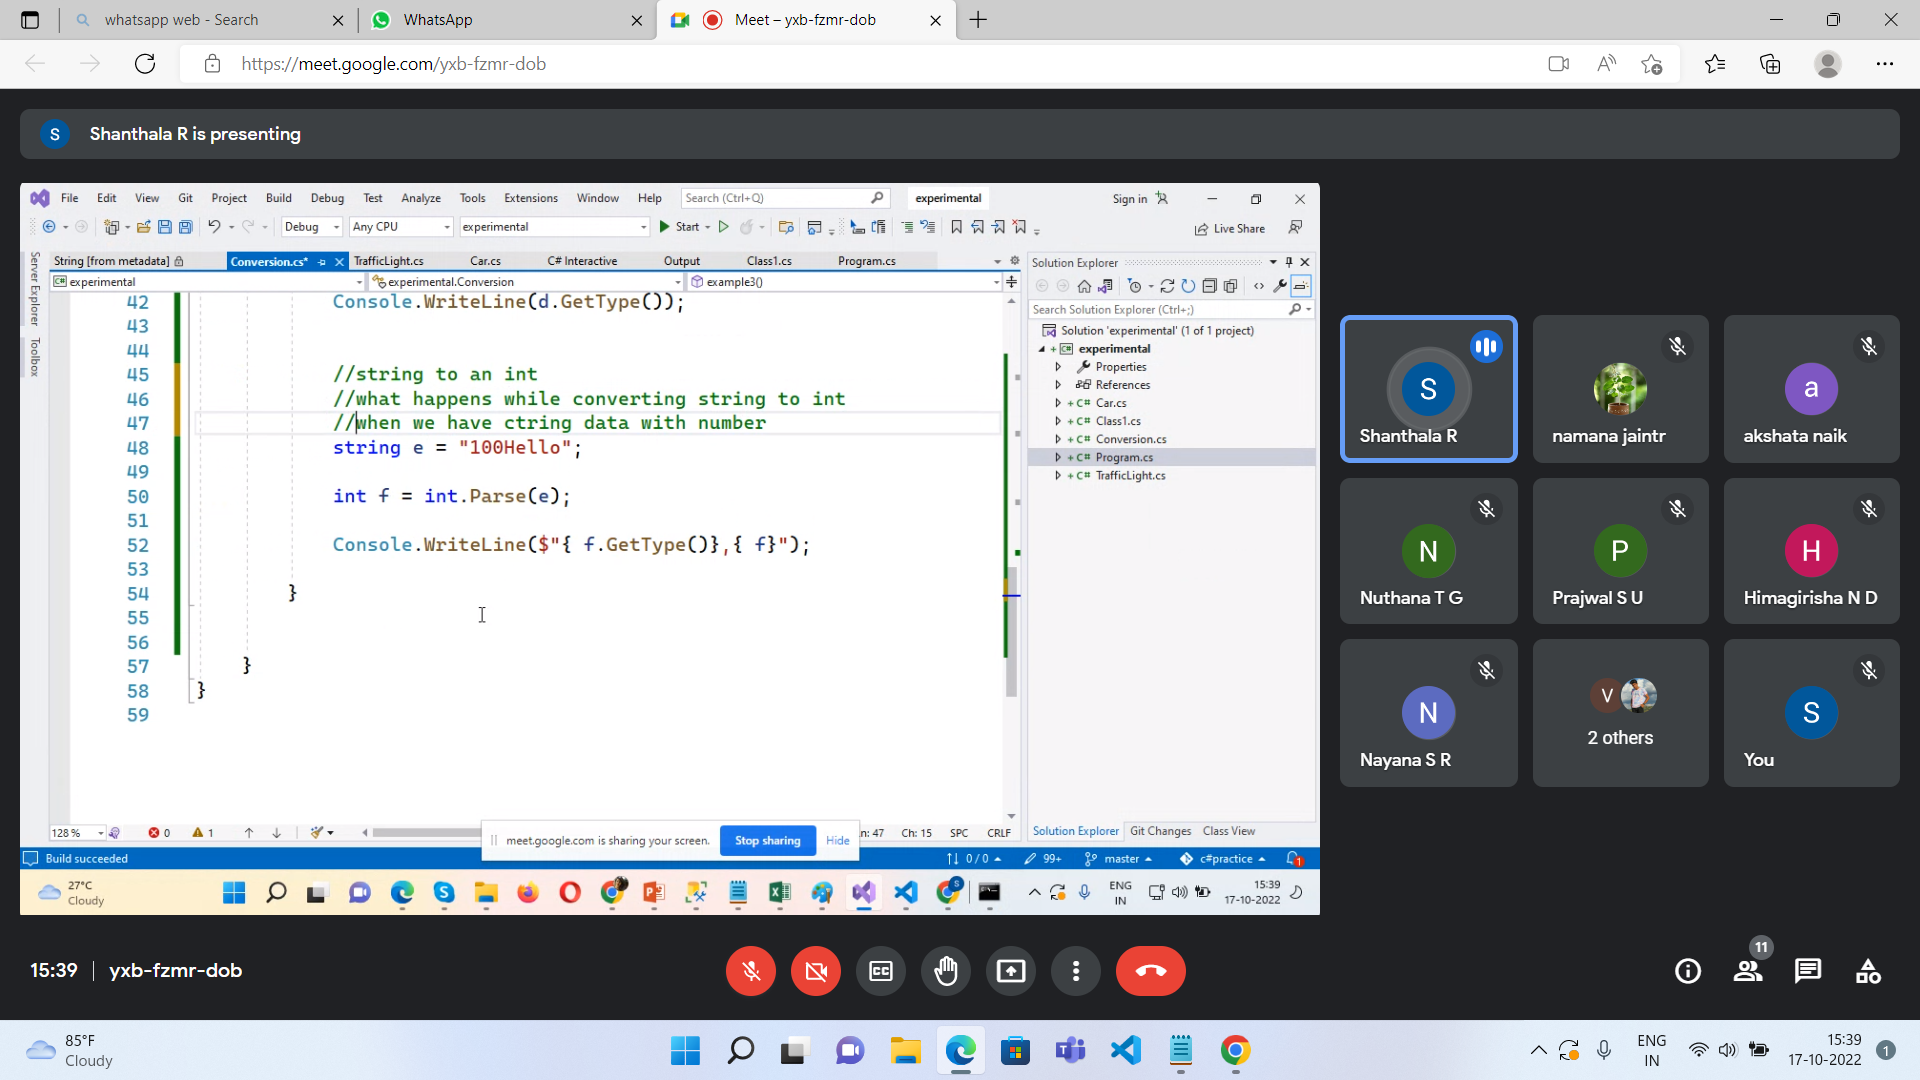 whatsapp web - Search
WhatsApp
Meet – yxb-fzmr-dob
https://meet.google.com/yxb-fzmr-dob
S Shanthala R is presenting
File Edit View Git Project Build Debug Test Analyze Tools Extensions Window Help Search (Ctrl+Q) experimental Sign in
Debug Any CPU experimental Start Live Share
Server Explorer
Toolbox
String [from metadata] Conversion.cs* TrafficLight.cs Car.cs C# Interactive Output Class1.cs Program.cs
experimental experimental.Conversion example3()
42 Console.WriteLine(d.GetType());
43
44
45 //string to an int
46 //what happens while converting string to int
47 //when we have ctring data with number
48 string e = "100Hello";
49
50 int f = int.Parse(e);
51
52 Console.WriteLine($"{ f.GetType()},{ f}");
53
54 }
55
56
57 }
58 }
59
128 % 0 1 Ln: 47 Ch: 15 SPC CRLF
meet.google.com is sharing your screen. Stop sharing Hide
Solution Explorer
Search Solution Explorer (Ctrl+;)
Solution 'experimental' (1 of 1 project)
experimental
Properties
References
Car.cs
Class1.cs
Conversion.cs
Program.cs
TrafficLight.cs
Solution Explorer Git Changes Class View
Build succeeded 0 / 0 99+ master c#practice 1
27°C
Cloudy
ENG
IN
15:39
17-10-2022
S
Shanthala R
namana jaintr
a
akshata naik
N
Nuthana T G
P
Prajwal S U
H
Himagirisha N D
N
Nayana S R
V
2 others
S
You
15:39 | yxb-fzmr-dob
CC
11
85°F
Cloudy
ENG
IN
15:39
17-10-2022
1